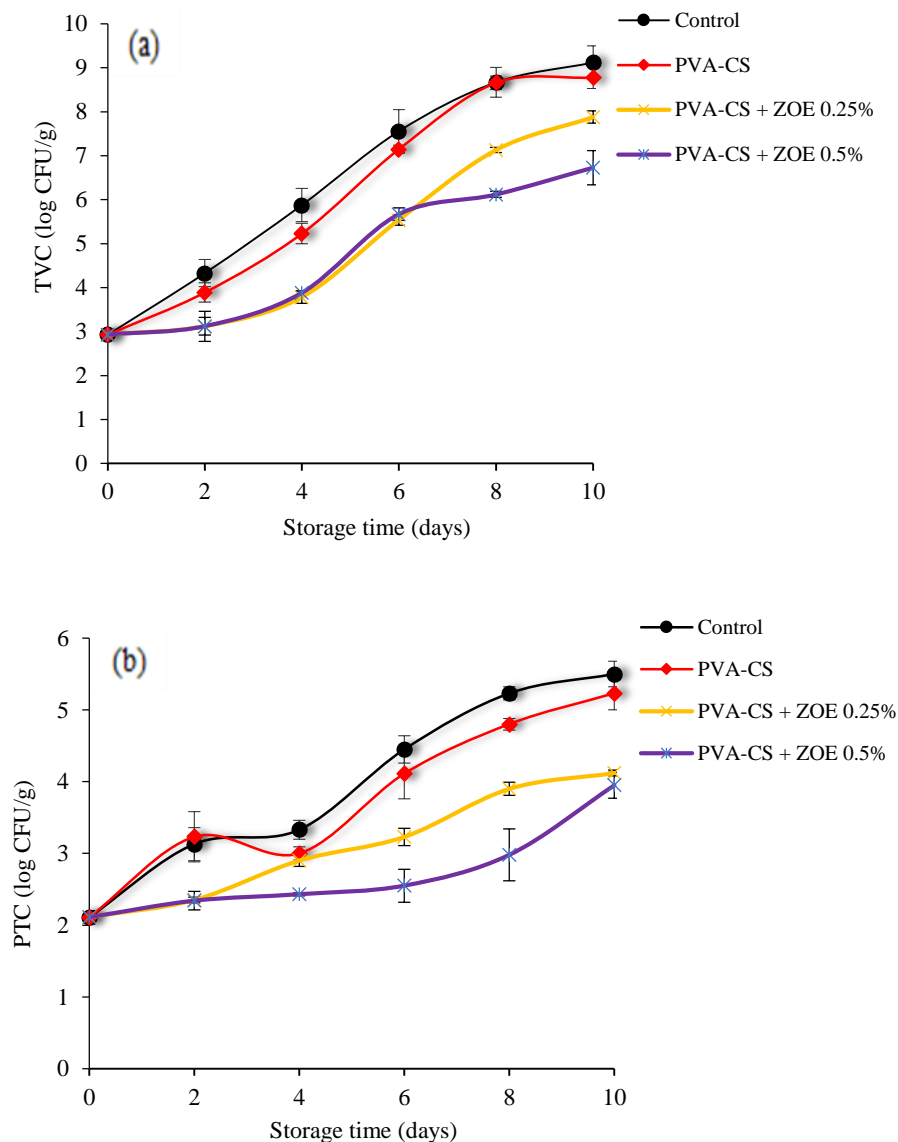 (a)
10
9
8
7
6
5
4
3
2
1
0
TVC (log CFU/g)
0 2 4 6 8 10
Storage time (days)
Control
PVA-CS
PVA-CS + ZOE 0.25%
PVA-CS + ZOE 0.5%
(b)
6
5
4
3
2
1
0
PTC (log CFU/g)
0 2 4 6 8 10
Storage time (days)
Control
PVA-CS
PVA-CS + ZOE 0.25%
PVA-CS + ZOE 0.5%